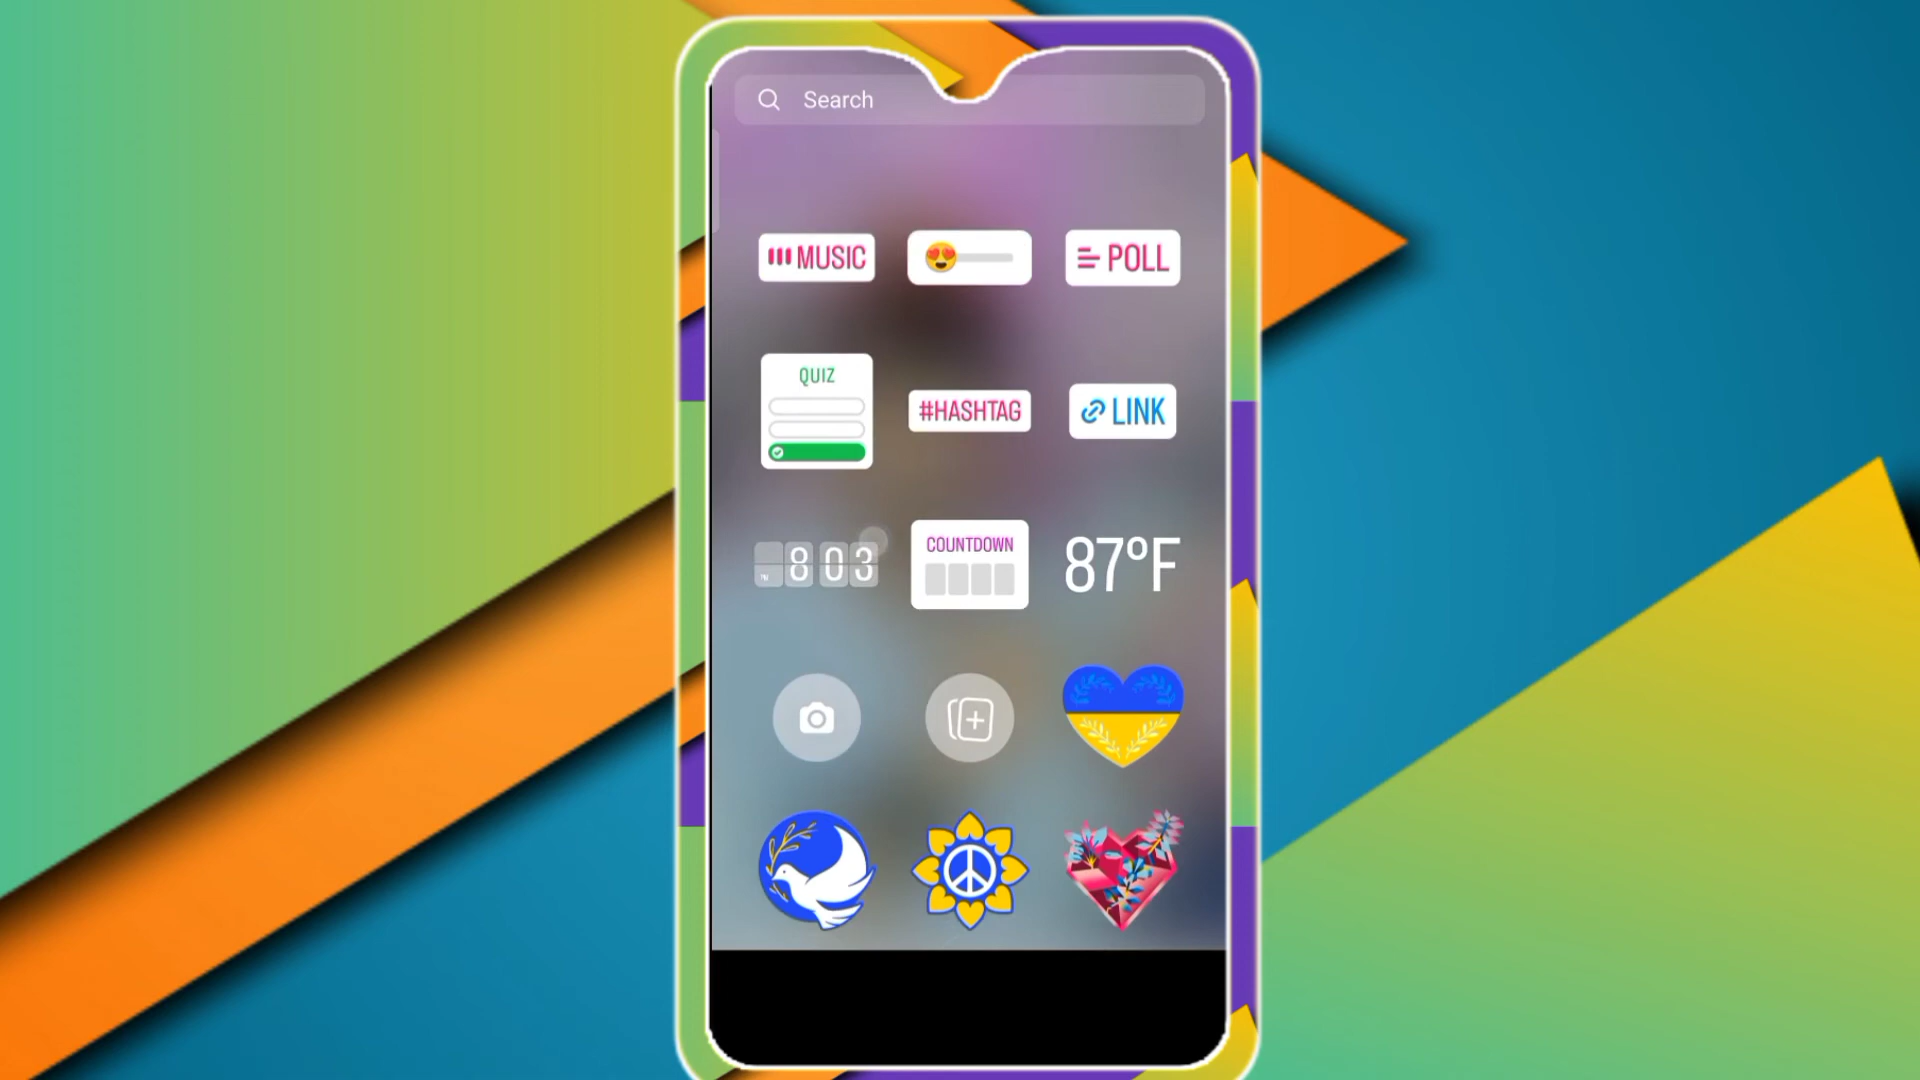 Search
MUSIC
POLL
QUIZ
#HASHTAG
LINK
8 03
COUNTDOWN
87°F